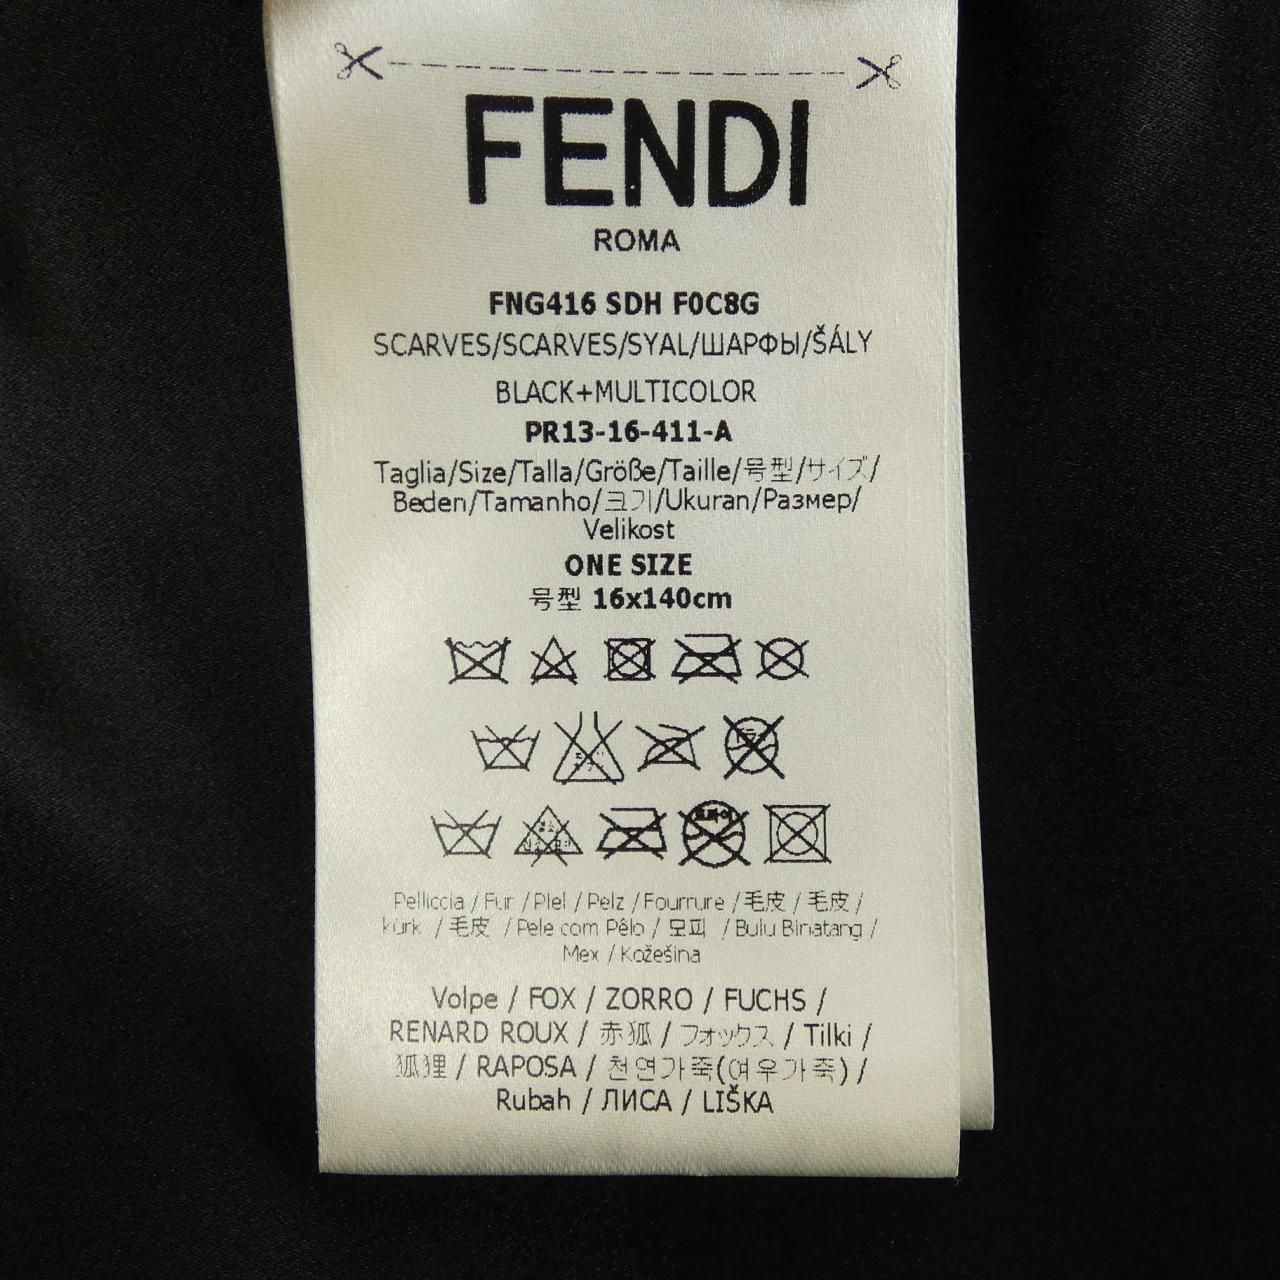 FENDI
ROMA
FNG416 SDH F0C8G
SCARVES/SCARVES/SYAL/ШАРФЫ/ŠÁLY
BLACK+MULTICOLOR
PR13-16-411-A
Taglia/Size/Talla/Größe/Taille/号型/サイズ/
Beden/Tamanho/크기/Ukuran/Размер/
Velikost
ONE SIZE
号型 16x140cm
Pelliccia / Fur / Piel / Pelz / Fourrure / 毛皮 / 毛皮 /
kürk / 毛皮 / Pele com Pêlo / 모피 / Bulu Binatang /
Mex / Kožešina
Volpe / FOX / ZORRO / FUCHS /
RENARD ROUX / 赤狐 / フォックス / Tilki /
狐狸 / RAPOSA / 천연가죽(여우가죽) /
Rubah / ЛИСА / LIŠKA